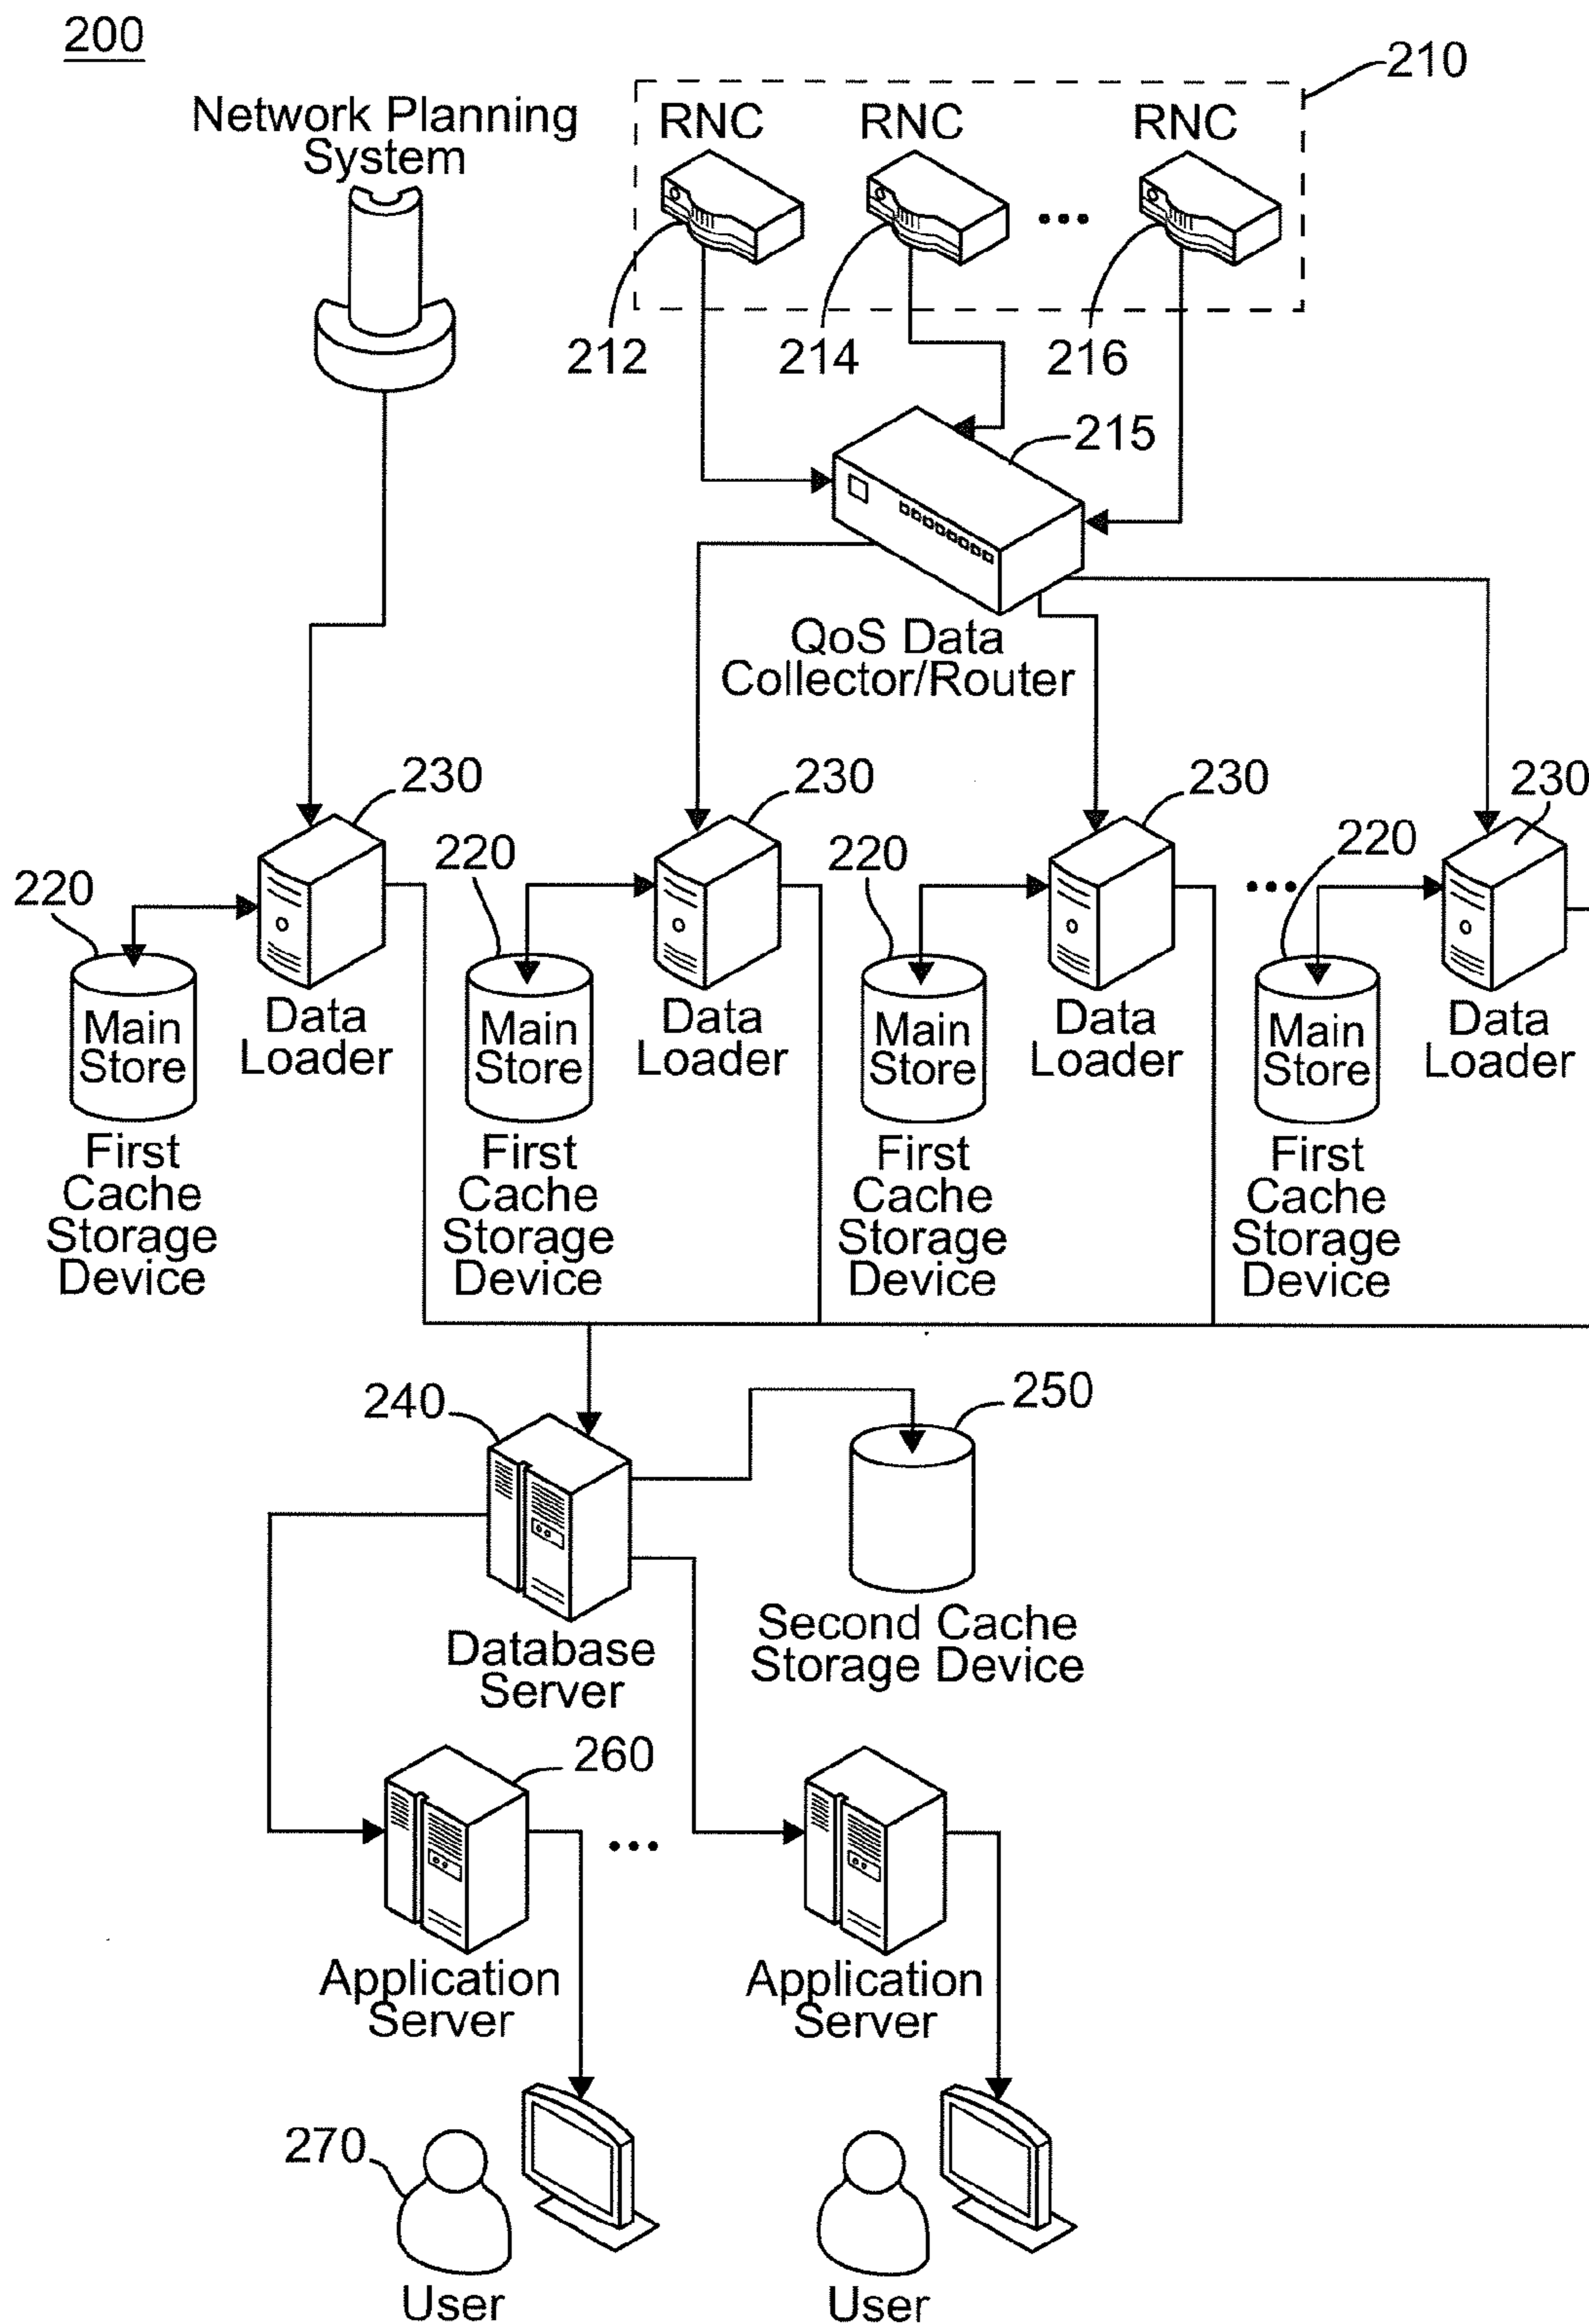 200
210
Network Planning
System
RNC
RNC
RNC
...
212
214
216
215
QoS Data
Collector/Router
230
230
230
230
220
220
220
220
...
Main
Store
Data
Loader
Main
Store
Data
Loader
Main
Store
Data
Loader
Main
Store
Data
Loader
First
Cache
Storage
Device
First
Cache
Storage
Device
First
Cache
Storage
Device
First
Cache
Storage
Device
240
250
Database
Server
Second Cache
Storage Device
260
...
Application
Server
Application
Server
270
User
User